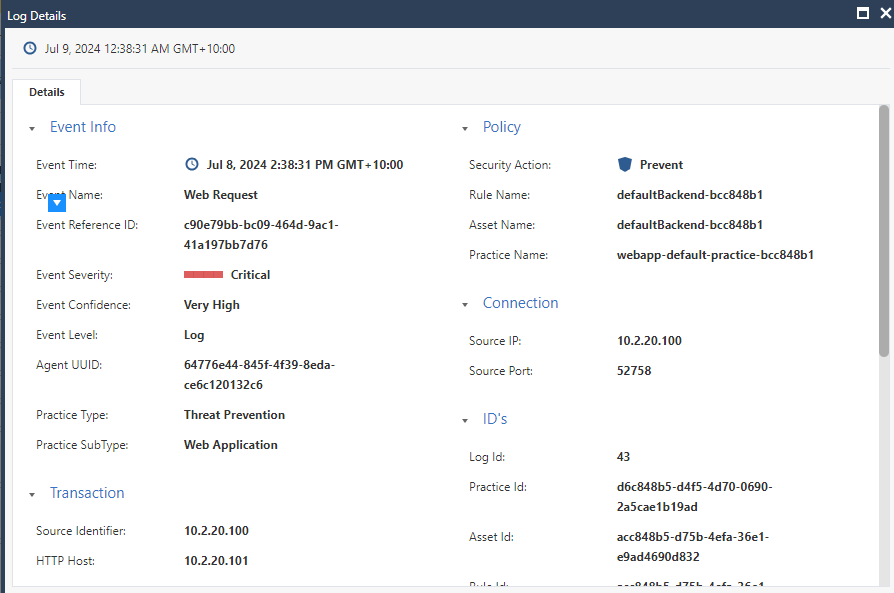 Log Details
Jul 9, 2024 12:38:31 AM GMT+10:00
Details
Event Info
Event Time: Jul 8, 2024 2:38:31 PM GMT+10:00
Event Name: Web Request
Event Reference ID: c90e79bb-bc09-464d-9ac1-
41a197bb7d76
Event Severity: Critical
Event Confidence: Very High
Event Level: Log
Agent UUID: 64776e44-845f-4f39-8eda-
ce6c120132c6
Practice Type: Threat Prevention
Practice SubType: Web Application
Transaction
Source Identifier: 10.2.20.100
HTTP Host: 10.2.20.101
Policy
Security Action: Prevent
Rule Name: defaultBackend-bcc848b1
Asset Name: defaultBackend-bcc848b1
Practice Name: webapp-default-practice-bcc848b1
Connection
Source IP: 10.2.20.100
Source Port: 52758
ID's
Log Id: 43
Practice Id: d6c848b5-d4f5-4d70-0690-
2a5cae1b19ad
Asset Id: acc848b5-d75b-4efa-36e1-
e9ad4690d832